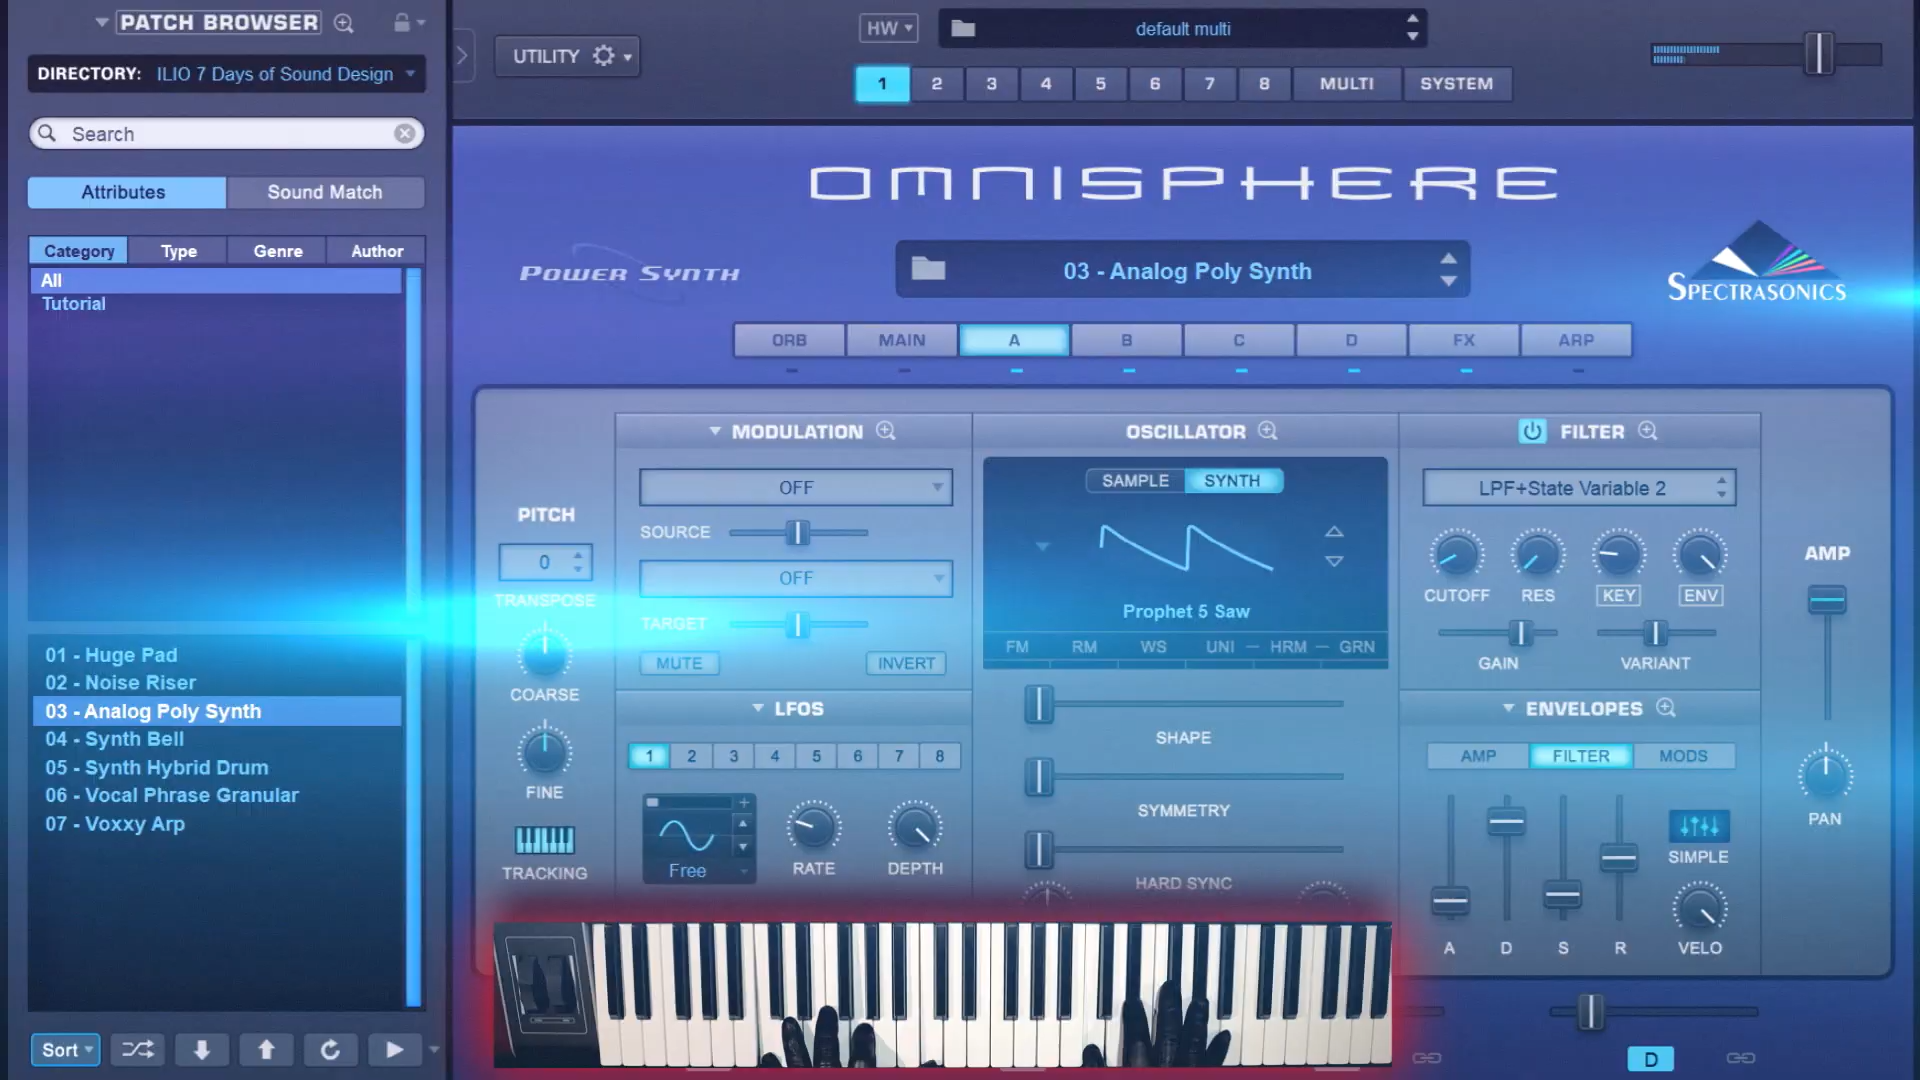 PATCH BROWSER
DIRECTORY: ILIO 7 Days of Sound Design
Search
Attributes
Sound Match
Category
Type
Genre
Author
All
Tutorial
01 - Huge Pad
02 - Noise Riser
03 - Analog Poly Synth
04 - Synth Bell
05 - Synth Hybrid Drum
06 - Vocal Phrase Granular
07 - Voxxy Arp
Sort
UTILITY
HW
default multi
1 2 3 4 5 6 7 8 MULTI SYSTEM
OMNISPHERE
POWER SYNTH
03 - Analog Poly Synth
SPECTRASONICS
ORB MAIN A B C D FX ARP
PITCH
0
TRANSPOSE
COARSE
FINE
TRACKING
MODULATION
OFF
SOURCE
OFF
TARGET
MUTE
INVERT
LFOS
1 2 3 4 5 6 7 8
Free
RATE
DEPTH
OSCILLATOR
SAMPLE SYNTH
Prophet 5 Saw
FM RM WS UNI HRM GRN
SHAPE
SYMMETRY
HARD SYNC
FILTER
LPF+State Variable 2
CUTOFF RES KEY ENV
GAIN VARIANT
ENVELOPES
AMP FILTER MODS
SIMPLE
A D S R VELO
AMP
PAN
D